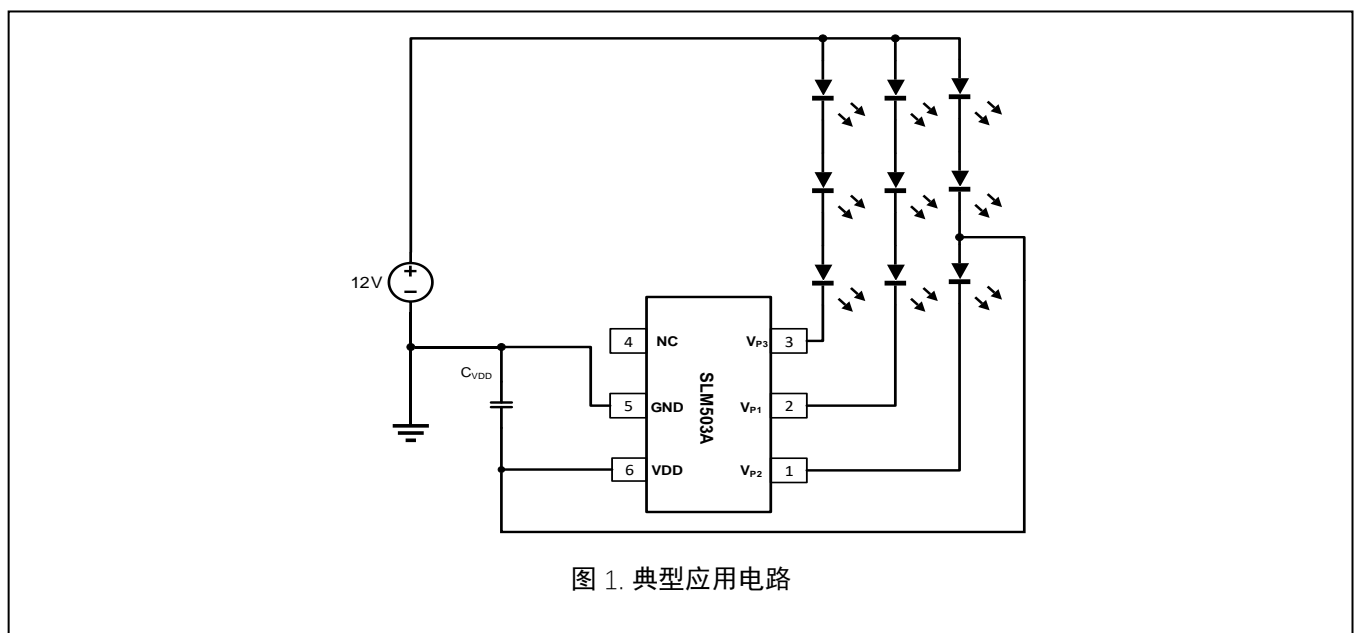 12V
+
−
C_VDD
4 NC
5 GND
6 VDD
SLM503A
V_P3 3
V_P1 2
V_P2 1
图 1. 典型应用电路